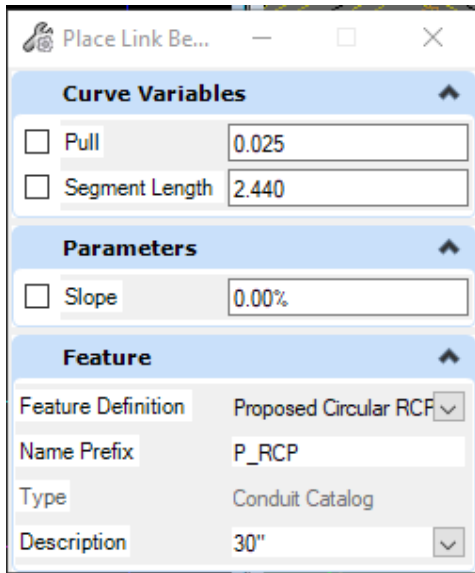 Place Link Be...
Curve Variables
Pull 0.025
Segment Length 2.440
Parameters
Slope 0.00%
Feature
Feature Definition Proposed Circular RCP
Name Prefix P_RCP
Type Conduit Catalog
Description 30"